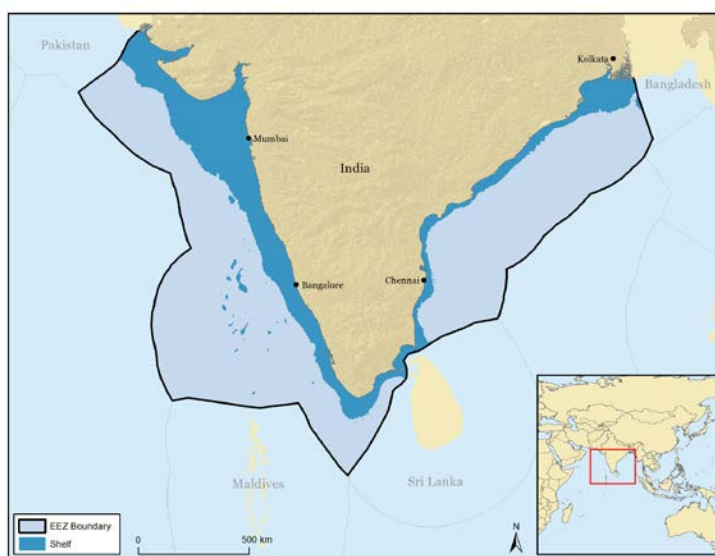 Pakistan
Kolkata
Bangladesh
Mumbai
India
Bangalore
Chennai
Maldives
Sri Lanka
EEZ Boundary
Shelf
0
500 km
N